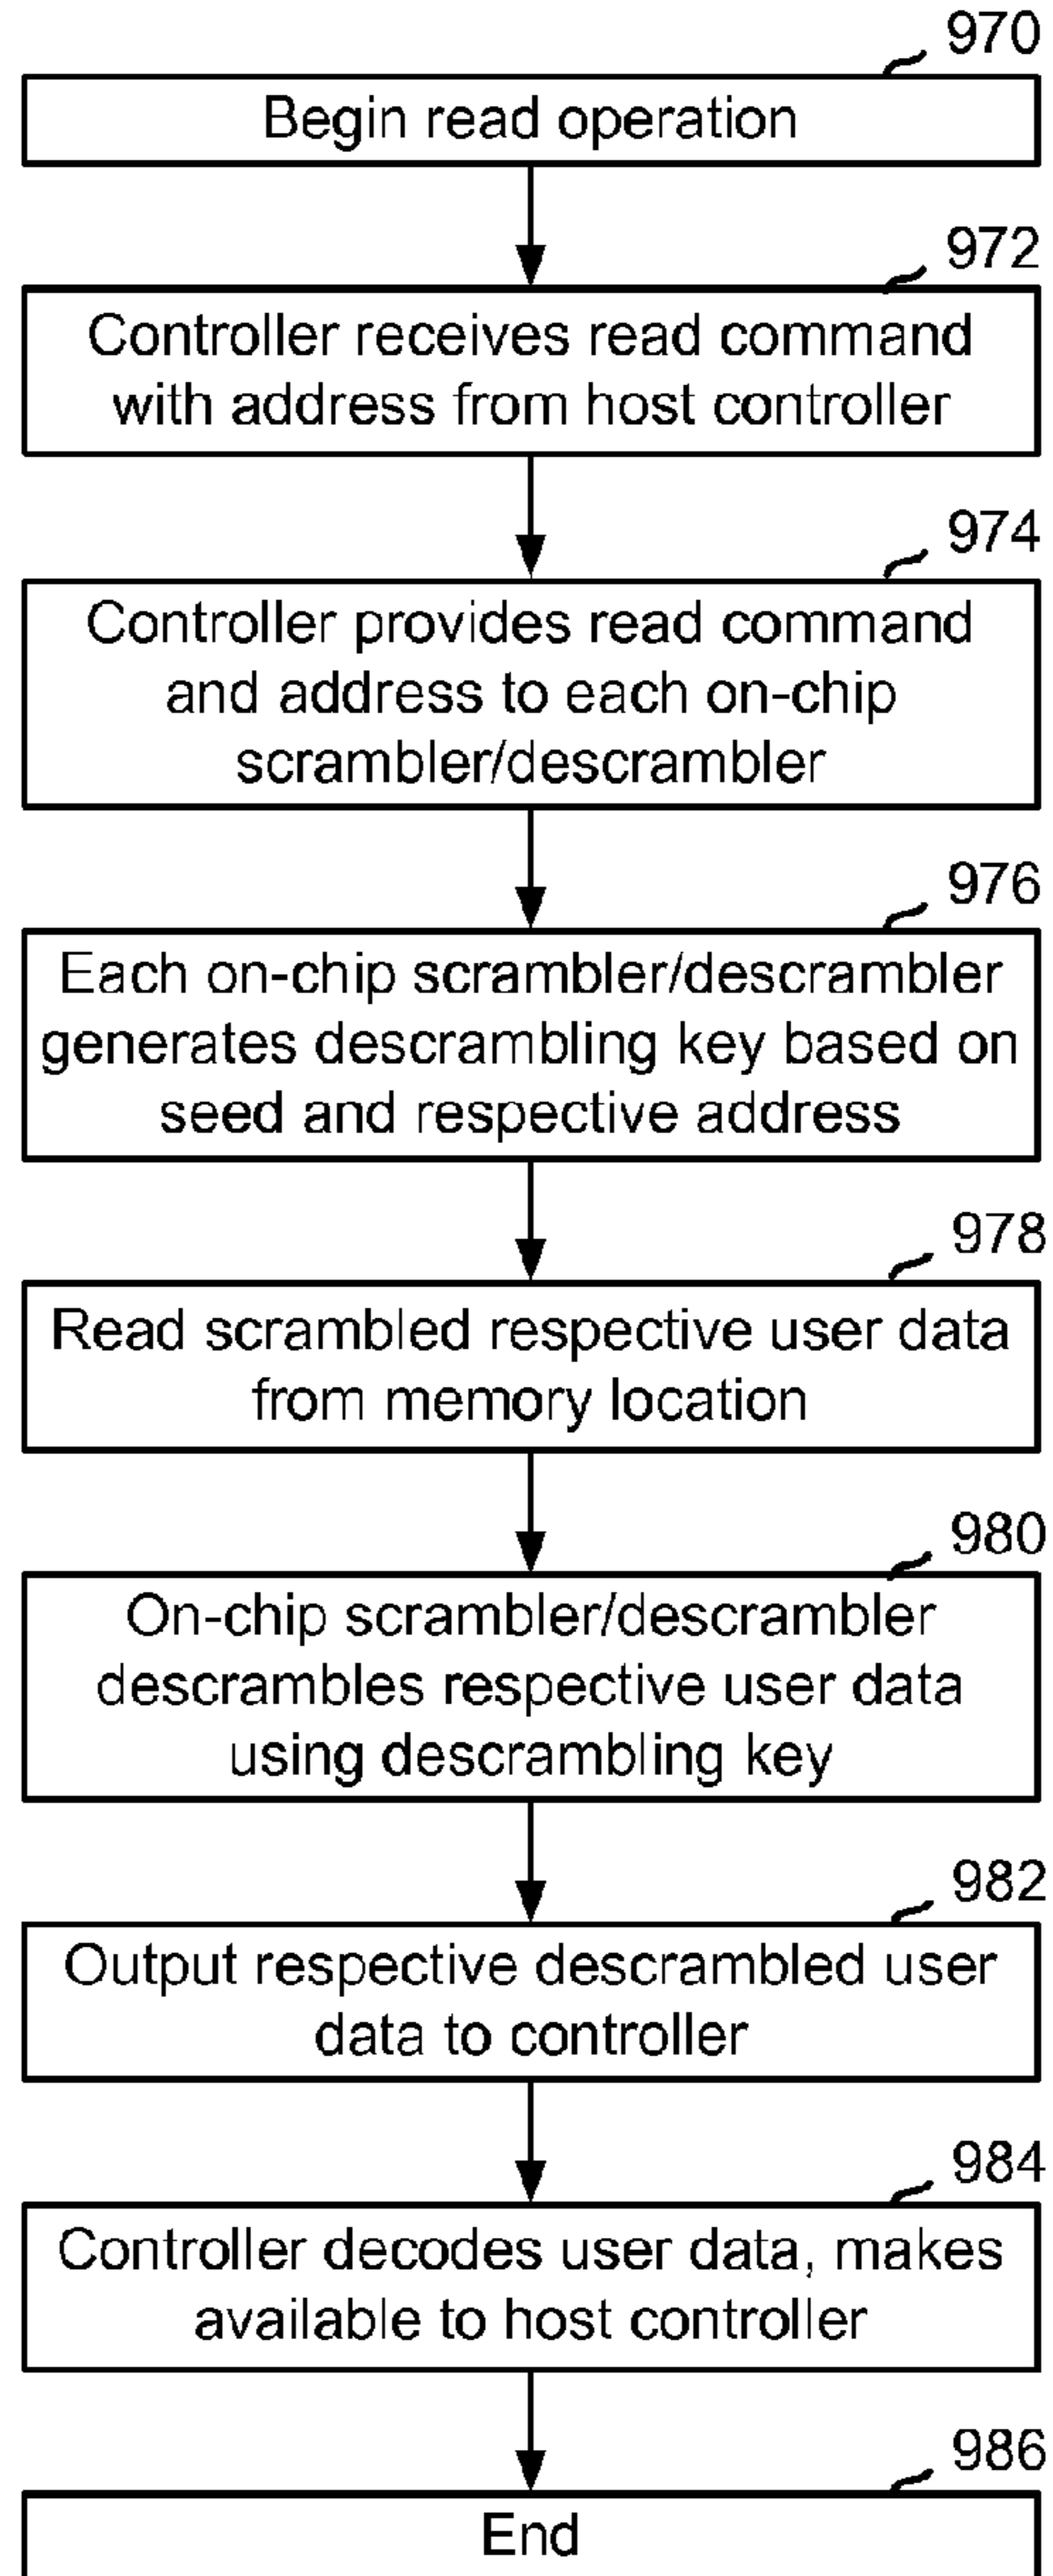 970
Begin read operation
972
Controller receives read command
with address from host controller
974
Controller provides read command
and address to each on-chip
scrambler/descrambler
976
Each on-chip scrambler/descrambler
generates descrambling key based on
seed and respective address
978
Read scrambled respective user data
from memory location
980
On-chip scrambler/descrambler
descrambles respective user data
using descrambling key
982
Output respective descrambled user
data to controller
984
Controller decodes user data, makes
available to host controller
986
End